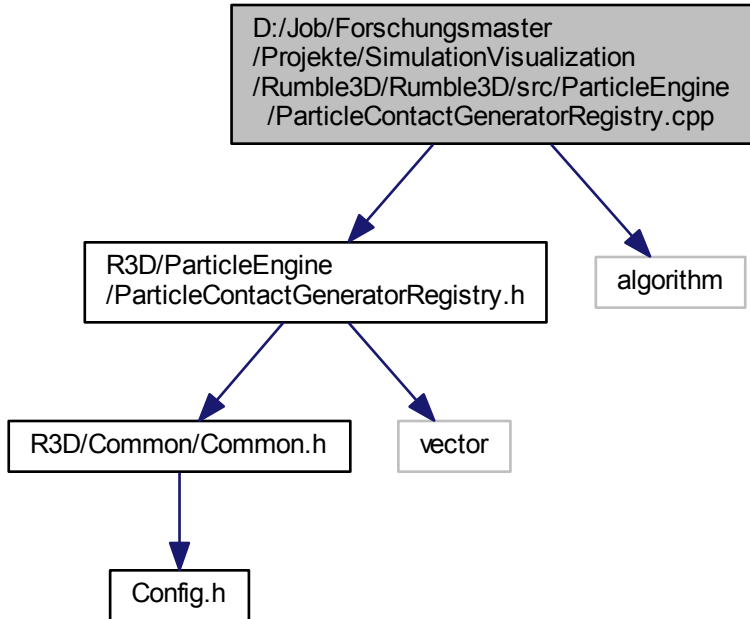 D:/Job/Forschungsmaster
/Projekte/SimulationVisualization
/Rumble3D/Rumble3D/src/ParticleEngine
/ParticleContactGeneratorRegistry.cpp
R3D/ParticleEngine
/ParticleContactGeneratorRegistry.h
algorithm
R3D/Common/Common.h
vector
Config.h